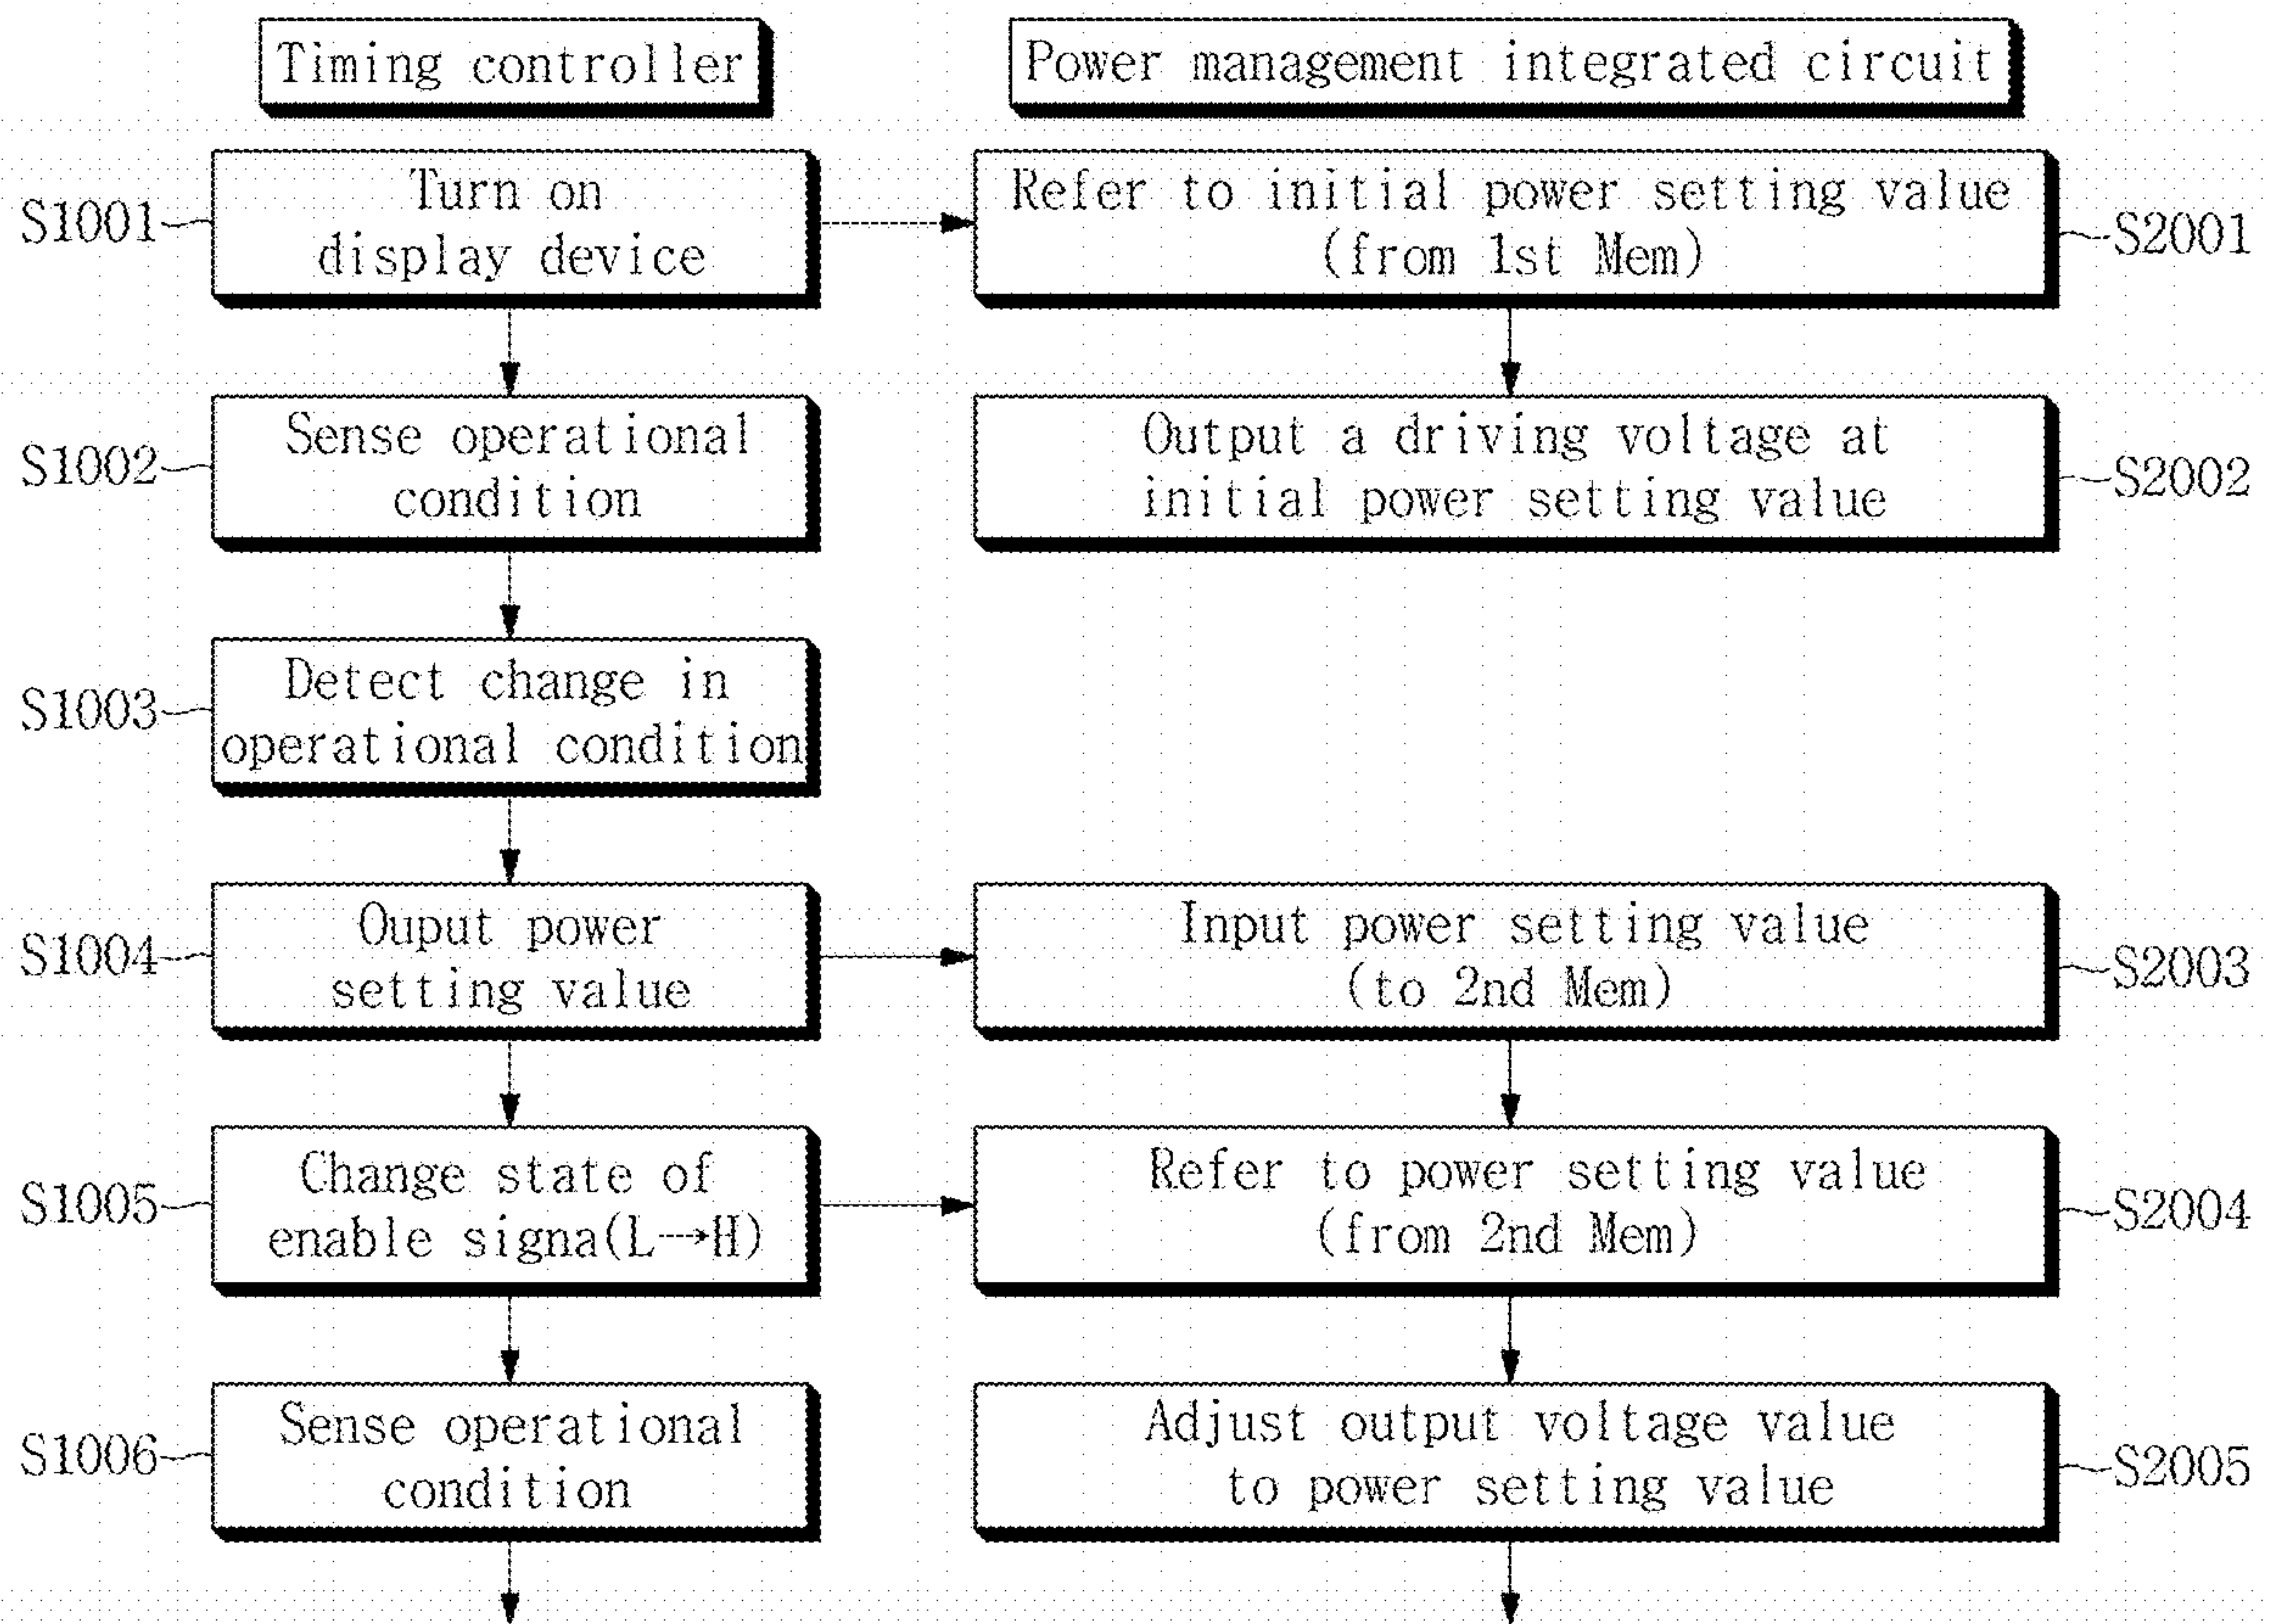 Timing controller
Power management integrated circuit
S1001
Turn on
display device
Refer to initial power setting value
(from 1st Mem)
S2001
S1002
Sense operational
condition
Output a driving voltage at
initial power setting value
S2002
S1003
Detect change in
operational condition
S1004
Ouput power
setting value
Input power setting value
(to 2nd Mem)
S2003
S1005
Change state of
enable signa(L→H)
Refer to power setting value
(from 2nd Mem)
S2004
S1006
Sense operational
condition
Adjust output voltage value
to power setting value
S2005